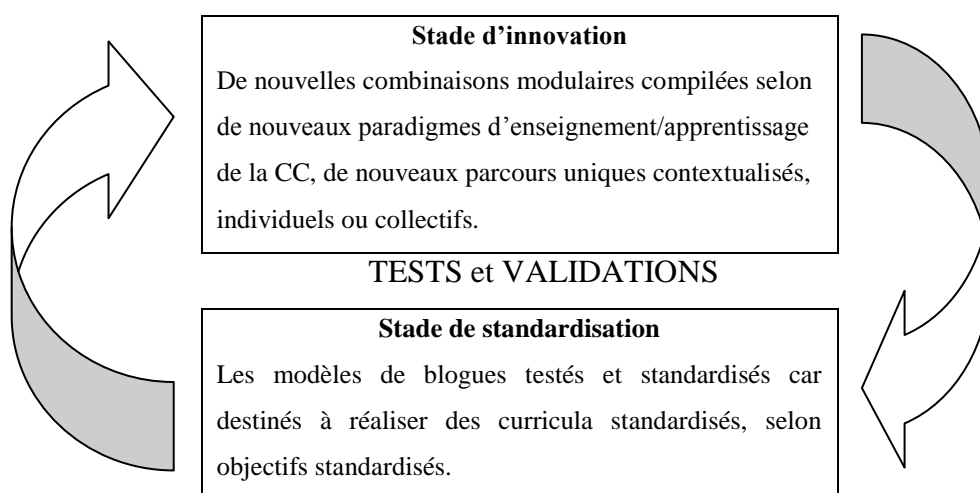 Stade d’innovation
De nouvelles combinaisons modulaires compilées selon
de nouveaux paradigmes d’enseignement/apprentissage
de la CC, de nouveaux parcours uniques contextualisés,
individuels ou collectifs.
TESTS et VALIDATIONS
Stade de standardisation
Les modèles de blogues testés et standardisés car
destinés à réaliser des curricula standardisés, selon
objectifs standardisés.